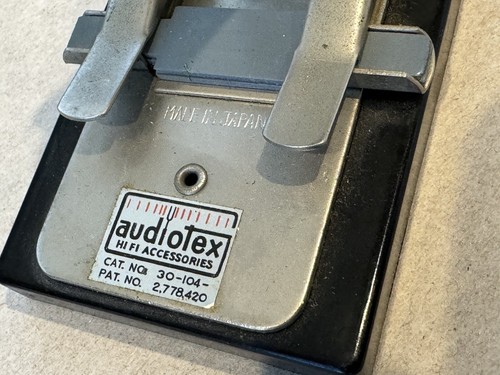 MADE IN JAPAN
audiotex
HI FI ACCESSORIES
CAT. NO. 30-104-
PAT. NO. 2,778,420